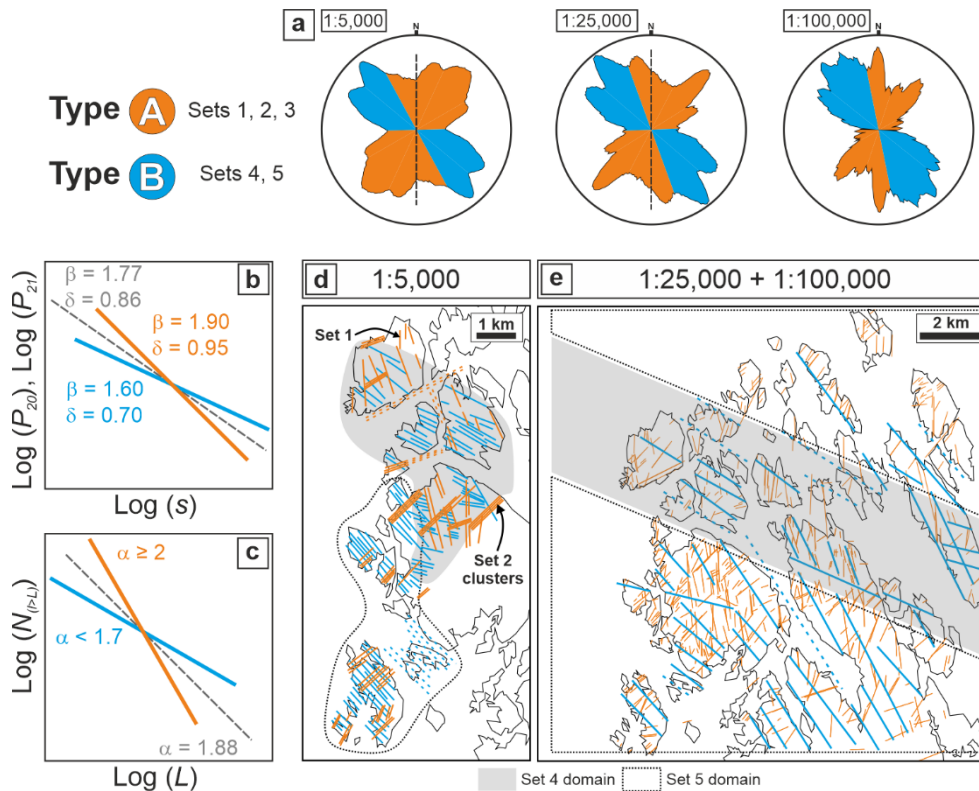 a
1:5,000
N
1:25,000
N
1:100,000
N
Type A Sets 1, 2, 3
Type B Sets 4, 5
b
β = 1.77
δ = 0.86
β = 1.90
δ = 0.95
β = 1.60
δ = 0.70
Log (P20), Log (P21)
Log (s)
c
α ≥ 2
α < 1.7
α = 1.88
Log (N(l>L))
Log (L)
d
1:5,000
Set 1
1 km
Set 2
clusters
e
1:25,000 + 1:100,000
2 km
Set 4 domain
Set 5 domain